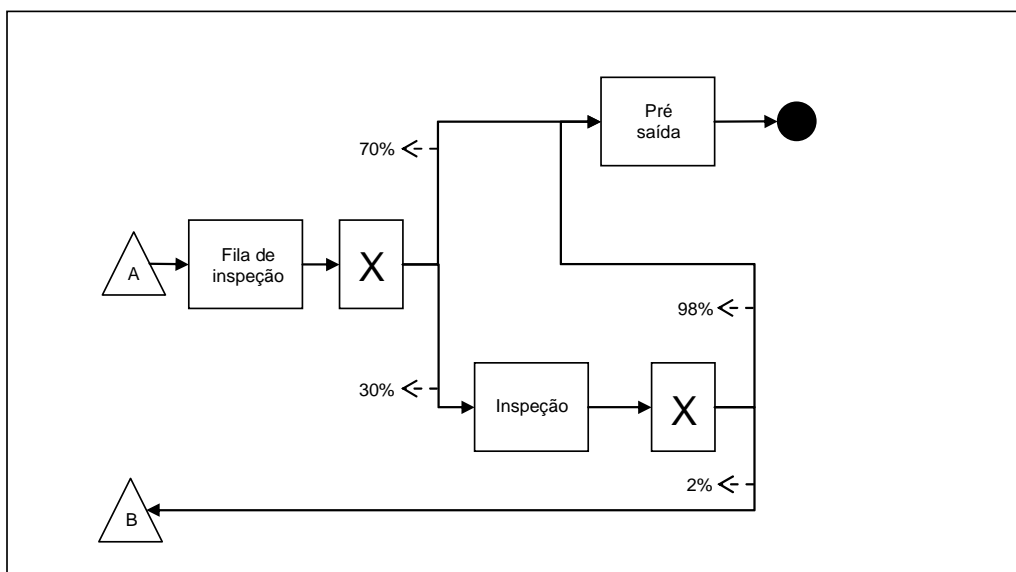 Pré
saída
70%
A
Fila de
inspeção
X
98%
30%
Inspeção
X
2%
B